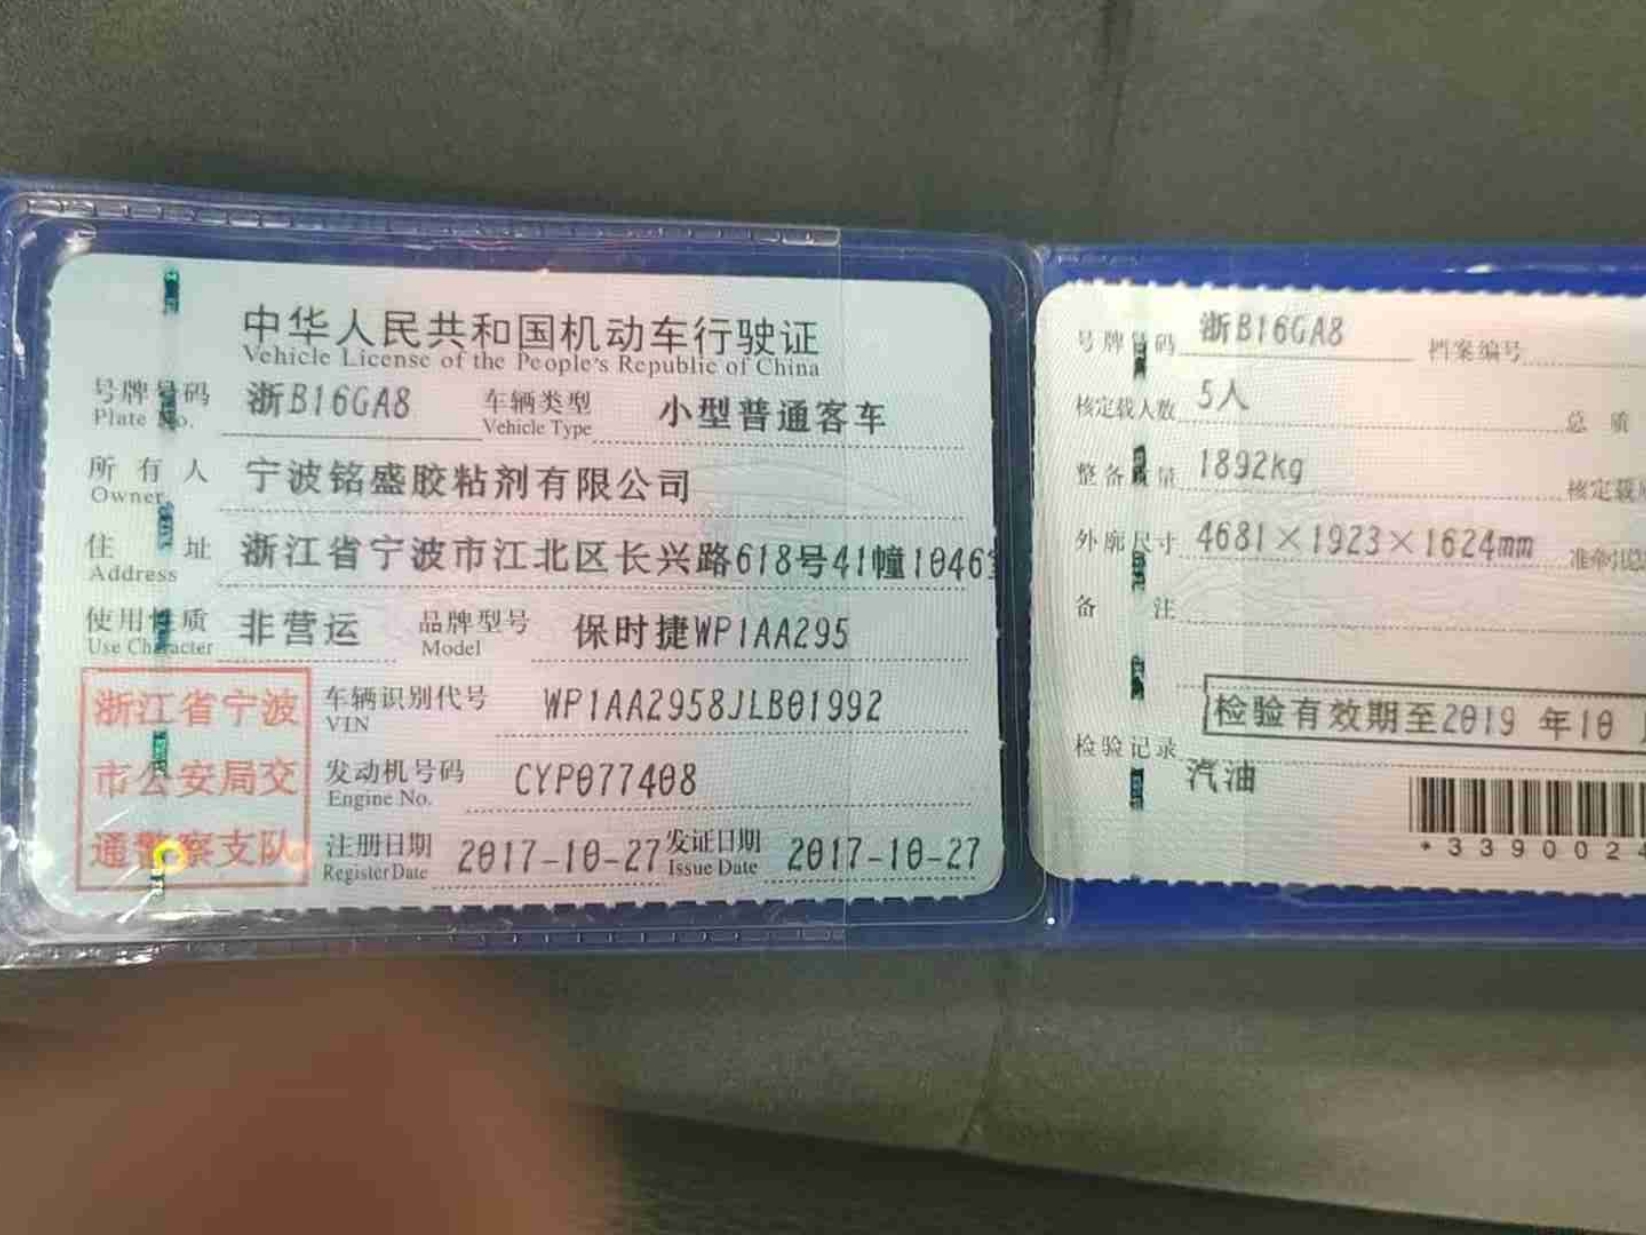 中华人民共和国机动车行驶证
Vehicle License of the People's Republic of China
号牌号码 浙B16GA8 车辆类型 小型普通客车
Plate No. Vehicle Type
所有人 宁波铭盛胶粘剂有限公司
Owner
住址 浙江省宁波市江北区长兴路618号41幢1046室
Address
使用性质 非营运 品牌型号 保时捷WP1AA295
Use Character Model
浙江省宁波
市公安局交
通警察支队
车辆识别代号 WP1AA2958JLB01992
VIN
发动机号码 CYP077408
Engine No.
注册日期 2017-10-27 发证日期 2017-10-27
Register Date Issue Date
号牌号码 浙B16GA8 档案编号
核定载人数 5人 总质
整备质量 1892kg 核定载质
外廓尺寸 4681×1923×1624mm 准牵引总
备注
检验有效期至2019年10
检验记录
汽油
*3390024